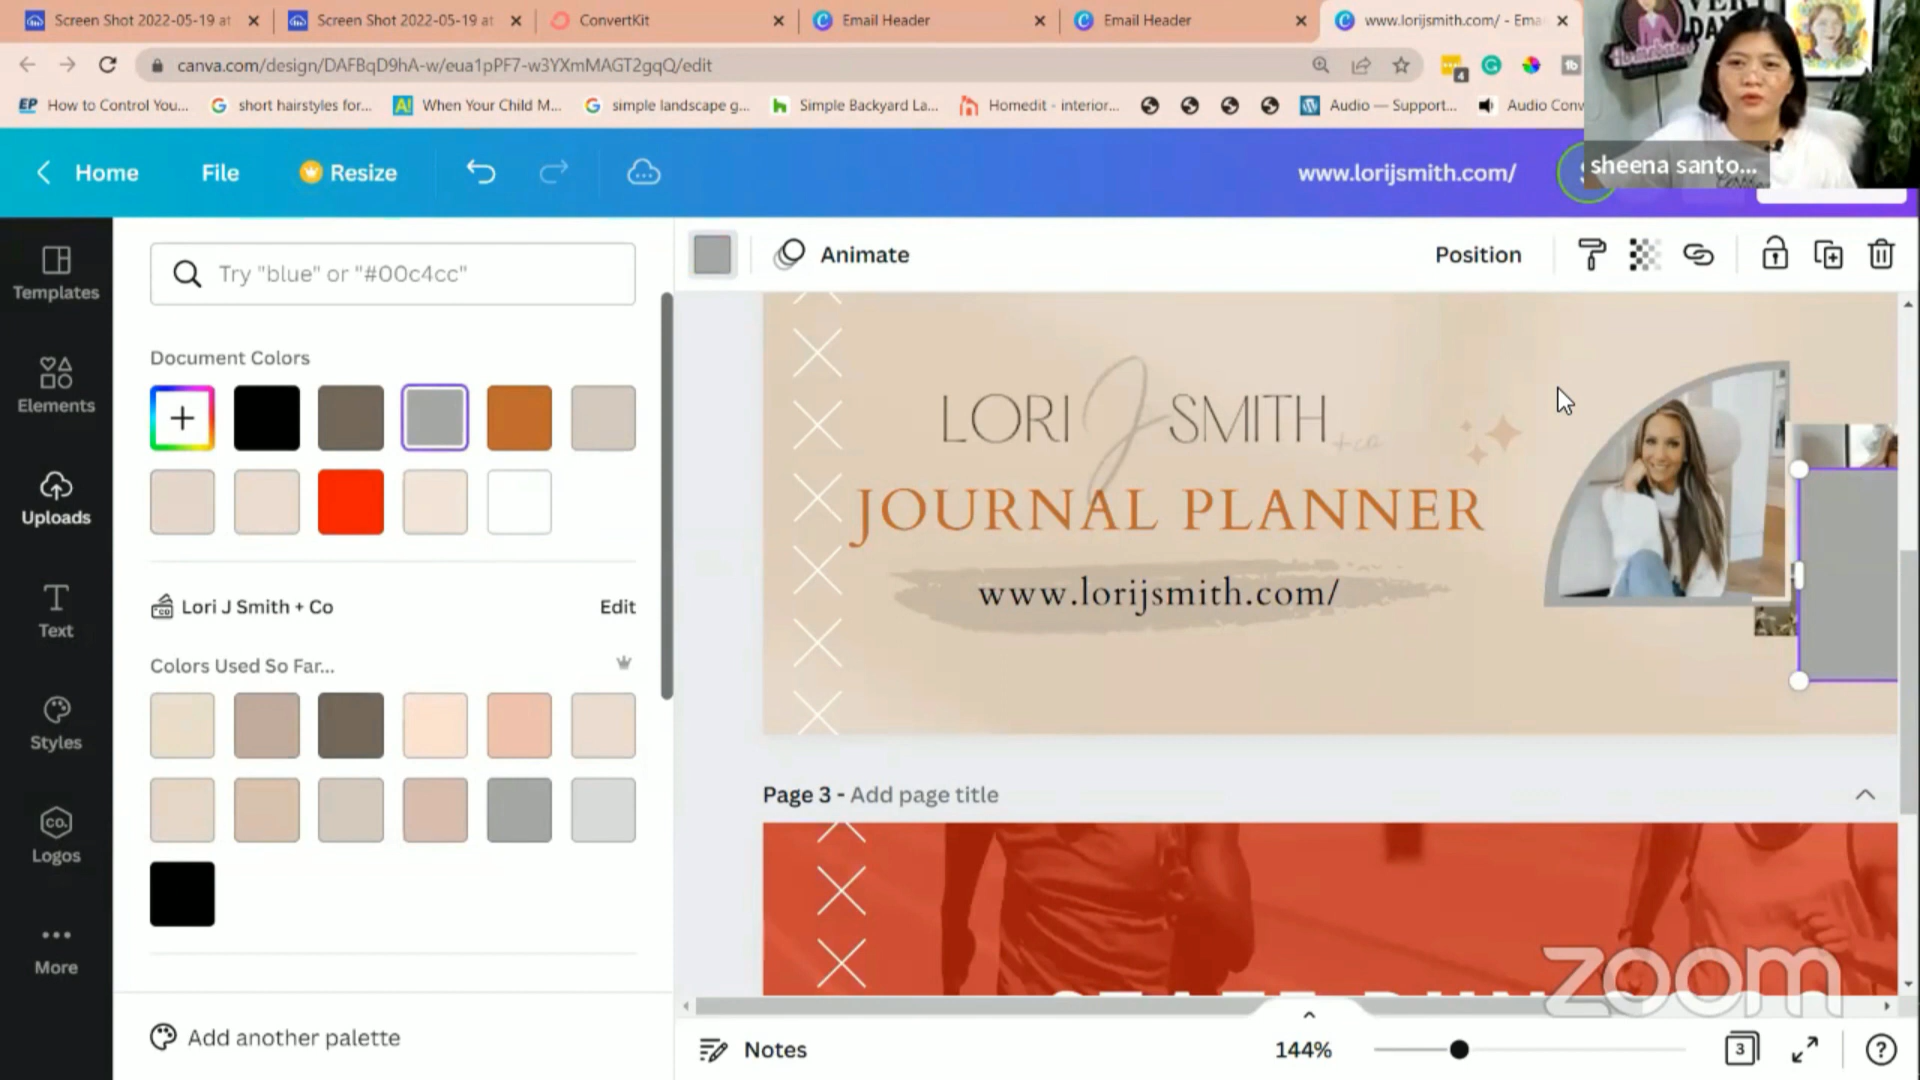 Screen Shot 2022-05-19 at
Screen Shot 2022-05-19 at
ConvertKit
Email Header
Email Header
www.lorijsmith.com/ - Ema
canva.com/design/DAFBqD9hA-w/eua1pPF7-w3YXmMAGT2gqQ/edit
4
EP How to Control You...
G short hairstyles for...
A! When Your Child M...
G simple landscape g...
h Simple Backyard La...
Homedit - interior...
Audio — Support...
Audio Conv
Home
File
Resize
www.lorijsmith.com/
sheena santo...
Templates
Elements
Uploads
Text
Styles
CO.
Logos
More
Try "blue" or "#00c4cc"
Document Colors
Lori J Smith + Co
Edit
Colors Used So Far...
Add another palette
Animate
Position
LORI J SMITH
+co
JOURNAL PLANNER
www.lorijsmith.com/
Page 3 - Add page title
zoom
Notes
144%
3
?